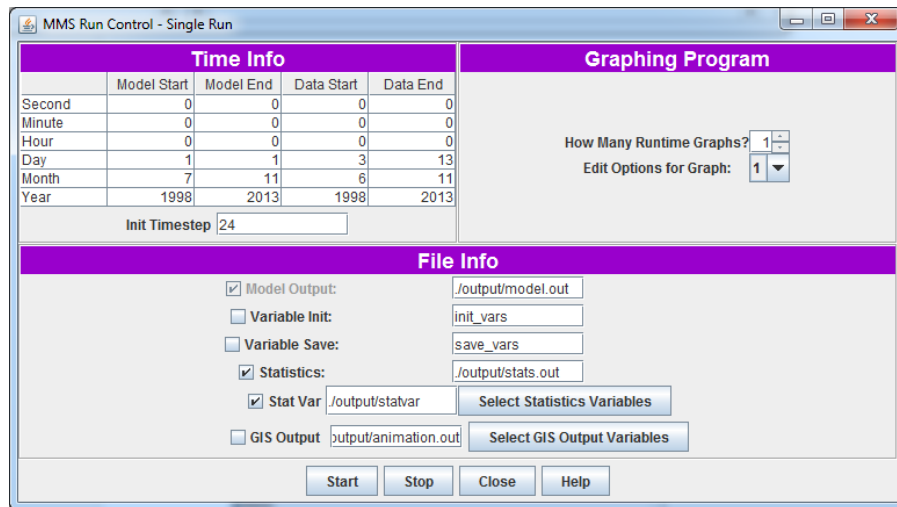 MMS Run Control - Single Run
Time Info
Model Start Model End Data Start Data End
Second 0 0 0 0
Minute 0 0 0 0
Hour 0 0 0 0
Day 1 1 3 13
Month 7 11 6 11
Year 1998 2013 1998 2013
Init Timestep 24
Graphing Program
How Many Runtime Graphs? 1
Edit Options for Graph: 1
File Info
Model Output: ./output/model.out
Variable Init: init_vars
Variable Save: save_vars
Statistics: ./output/stats.out
Stat Var ./output/statvar Select Statistics Variables
GIS Output output/animation.out Select GIS Output Variables
Start Stop Close Help